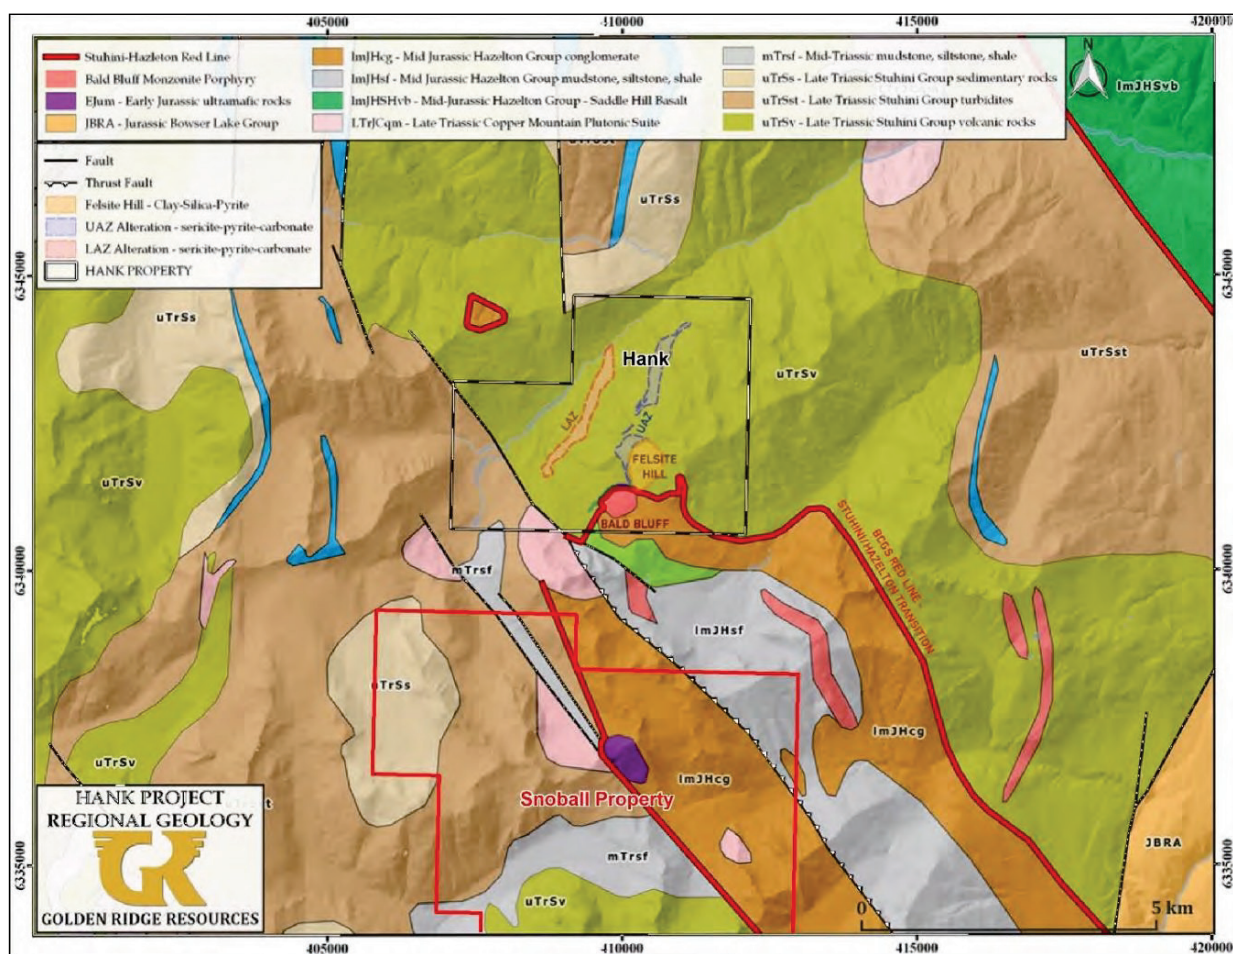 405000 410000 415000 420000
Stuhini-Hazleton Red Line
Bald Bluff Monzonite Porphyry
EJum - Early Jurassic ultramafic rocks
JBRA - Jurassic Bowser Lake Group
lmJHcg - Mid Jurassic Hazelton Group conglomerate
lmJHsf - Mid Jurassic Hazelton Group mudstone, siltstone, shale
lmJHSHvb - Mid-Jurassic Hazelton Group - Saddle Hill Basalt
LTrJCqm - Late Triassic Copper Mountain Plutonic Suite
mTrsf - Mid-Triassic mudstone, siltstone, shale
uTrSs - Late Triassic Stuhini Group sedimentary rocks
uTrSst - Late Triassic Stuhini Group turbidites
uTrSv - Late Triassic Stuhini Group volcanic rocks
N
lmJHSvb
Fault
Thrust Fault
Felsite Hill - Clay-Silica-Pyrite
UAZ Alteration - sericite-pyrite-carbonate
LAZ Alteration - sericite-pyrite-carbonate
HANK PROPERTY
uTrSs
6345000
6345000
uTrSs
Hank
uTrSv
uTrSst
LAZ
UAZ
FELSITE
HILL
uTrSv
BALD BLUFF
BCGS RED LINE -
STUHINI/HAZELTON TRANSITION
6340000
6340000
mTrsf
lmJHsf
uTrSs
lmJHcg
uTrSv
lmJHcg
Snoball Property
HANK PROJECT
REGIONAL GEOLOGY
GR
GOLDEN RIDGE RESOURCES
mTrsf
JBRA
6335000
6335000
uTrSv
0 5 km
405000 410000 415000 420000